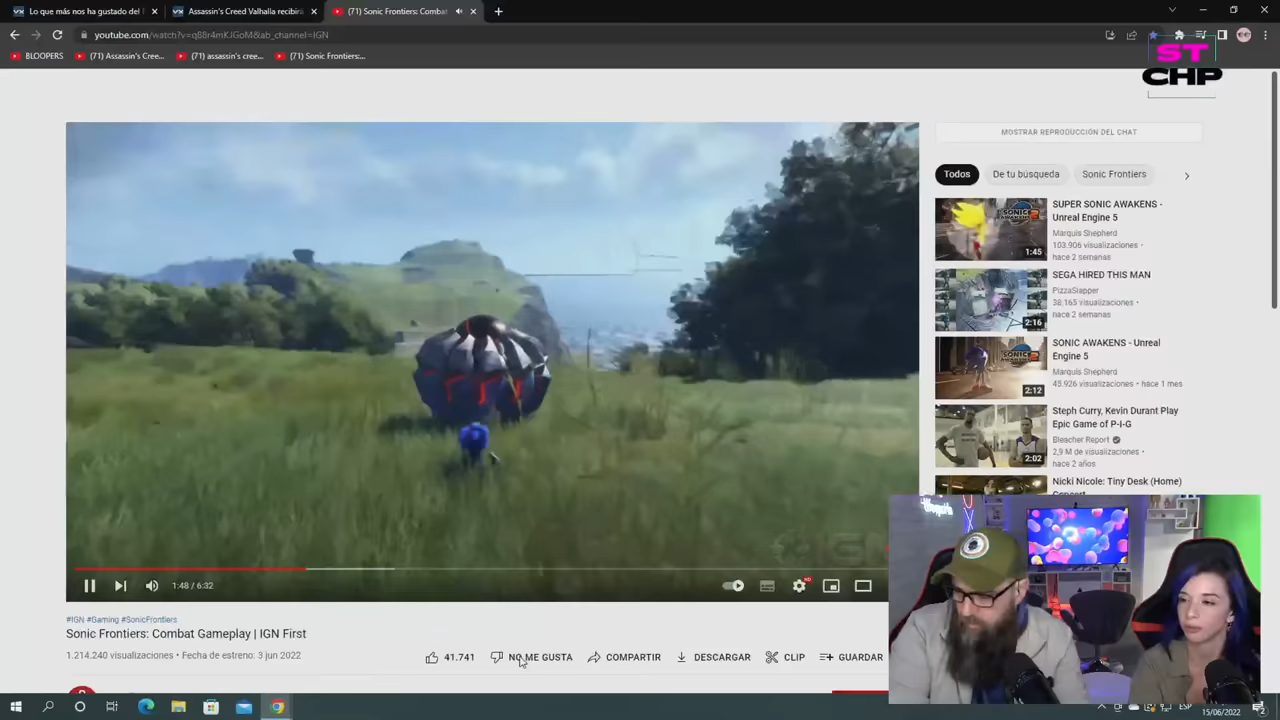 Lo que más nos ha gustado del
Assassin's Creed Valhalla recibirá
(71) Sonic Frontiers: Combat
youtube.com/watch?v=q88r4mKJGoM&ab_channel=IGN
BLOOPERS
(71) Assassin's Cree...
(71) assassin's cree...
(71) Sonic Frontiers:...
ST
CHP
MOSTRAR REPRODUCCIÓN DEL CHAT
Todos
De tu búsqueda
Sonic Frontiers
SUPER SONIC AWAKENS -
Unreal Engine 5
Marquis Shepherd
103.906 visualizaciones •
hace 2 semanas
1:45
SEGA HIRED THIS MAN
PizzaSlapper
38.165 visualizaciones •
hace 2 semanas
2:16
SONIC AWAKENS - Unreal
Engine 5
Marquis Shepherd
45.926 visualizaciones • hace 1 mes
2:12
Steph Curry, Kevin Durant Play
Epic Game of P-I-G
Bleacher Report
2,9 M de visualizaciones •
hace 2 años
2:02
Nicki Nicole: Tiny Desk (Home)
Concert
1:48 / 6:32
HD
IGN
#IGN #Gaming #SonicFrontiers
Sonic Frontiers: Combat Gameplay | IGN First
1.214.240 visualizaciones • Fecha de estreno: 3 jun 2022
41.741
NO ME GUSTA
COMPARTIR
DESCARGAR
CLIP
GUARDAR
ESP
15/06/2022
2